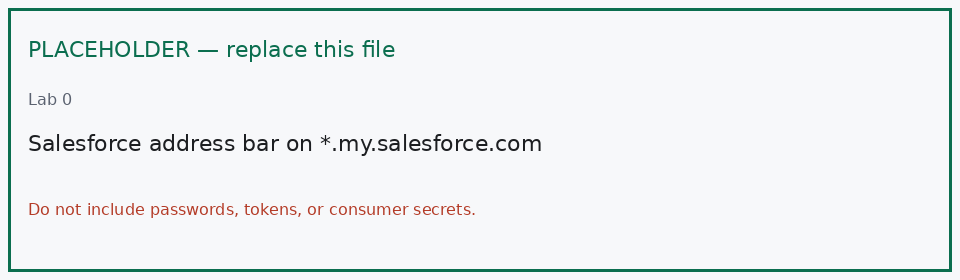 PLACEHOLDER — replace this file
Lab 0
Salesforce address bar on *.my.salesforce.com
Do not include passwords, tokens, or consumer secrets.